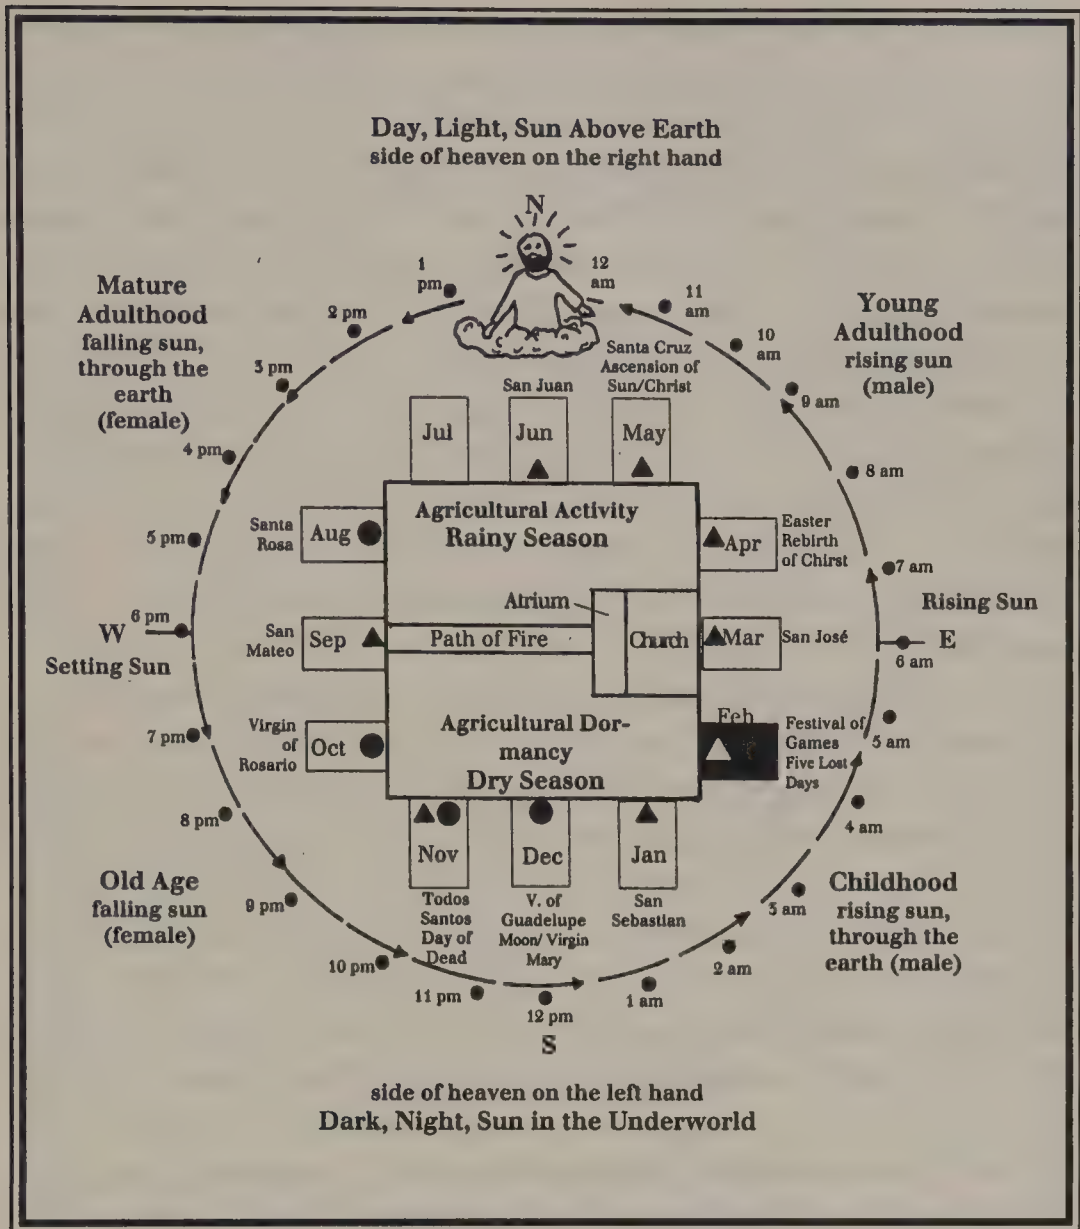 Day, Light, Sun Above Earth
side of heaven on the right hand
N
12
am
1
pm
11
am
10
am
9 am
8 am
7 am
2 pm
3 pm
4 pm
5 pm
6 pm
Mature
Adulthood
falling sun,
through the
earth
(female)
Young
Adulthood
rising sun
(male)
Santa Cruz
Ascension of
Sun/Christ
San Juan
Jul
Jun
May
Santa
Rosa
Aug
Agricultural Activity
Rainy Season
Apr
Easter
Rebirth
of Chirst
Rising Sun
E
6 am
W
Setting Sun
San
Mateo
Sep
Path of Fire
Atrium
Church
Mar
San José
Virgin
of
Rosario
Oct
Agricultural Dor-
mancy
Dry Season
Feb
Festival of
Games
Five Lost
Days
5 am
4 am
3 am
2 am
1 am
7 pm
8 pm
9 pm
10 pm
11 pm
12 pm
S
Nov
Dec
Jan
Todos
Santos
Day of
Dead
V. of
Guadelupe
Moon/ Virgin
Mary
San
Sebastian
Old Age
falling sun
(female)
Childhood
rising sun,
through the
earth (male)
side of heaven on the left hand
Dark, Night, Sun in the Underworld